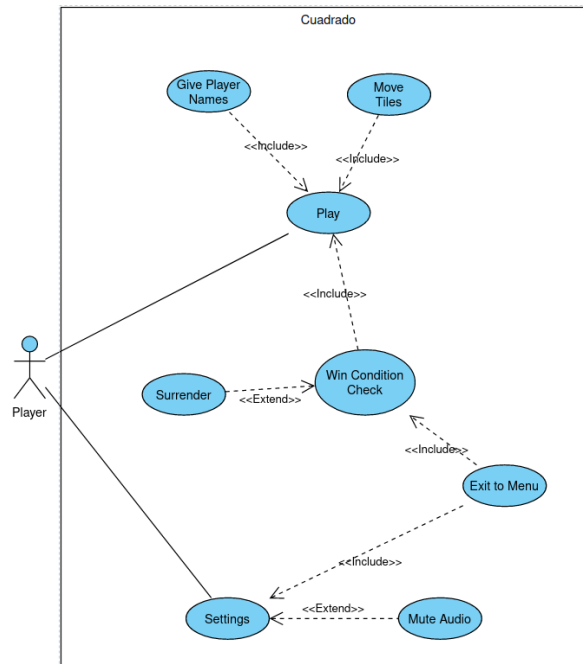 Cuadrado
Give Player
Names
Move
Tiles
<<Include>>
<<Include>>
Play
<<Include>>
Win Condition
Check
Surrender
<<Extend>>
Player
<<Include>>
Exit to Menu
<<Include>>
<<Extend>>
Settings
Mute Audio